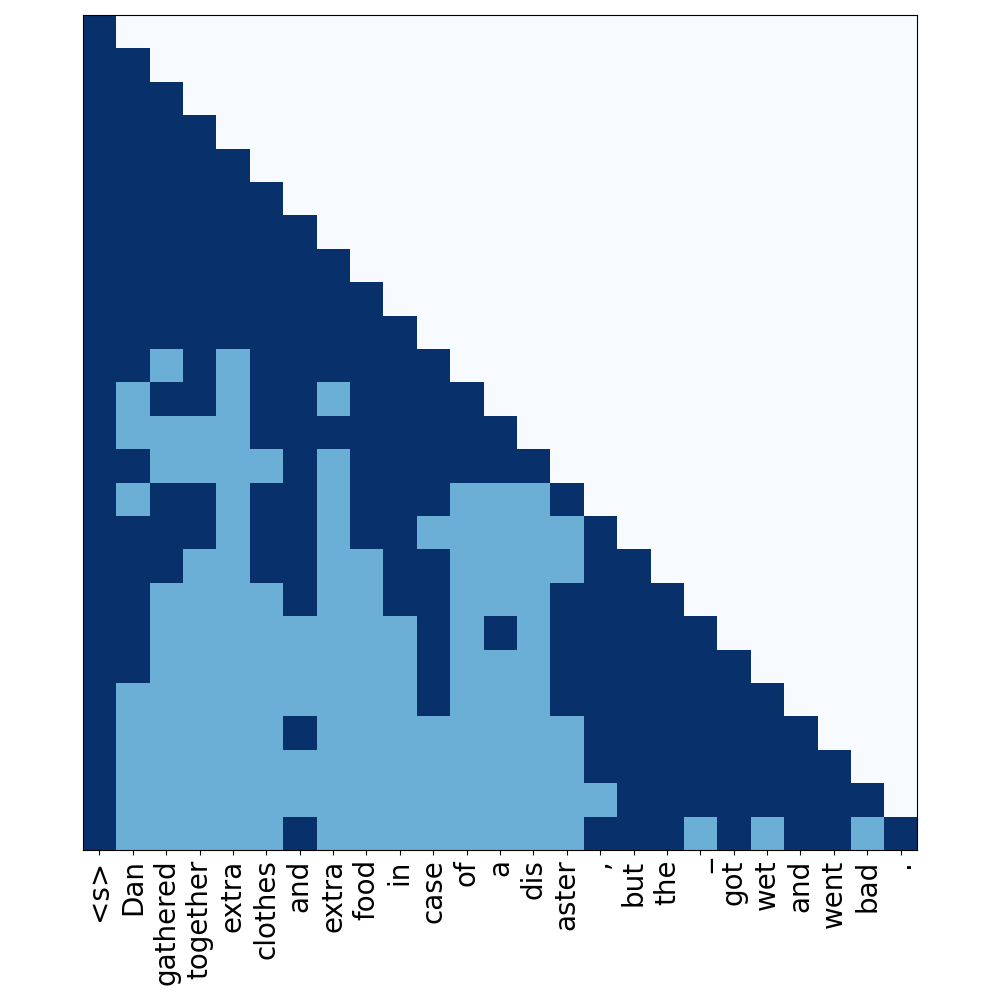 <s>
Dan
gathered
together
extra
clothes
and
extra
food
in
case
of
a
dis
aster
,
but
the
_
got
wet
and
went
bad
.